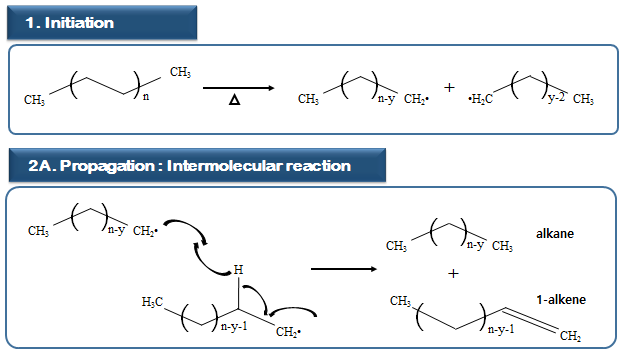 1. Initiation
CH3 n CH3 Δ CH3 n-y CH2• + •H2C y-2 CH3
2A. Propagation : Intermolecular reaction
CH3 n-y CH2•
H
H3C n-y-1 CH2•
CH3 n-y CH3 alkane
+
CH3 n-y-1 CH2 1-alkene